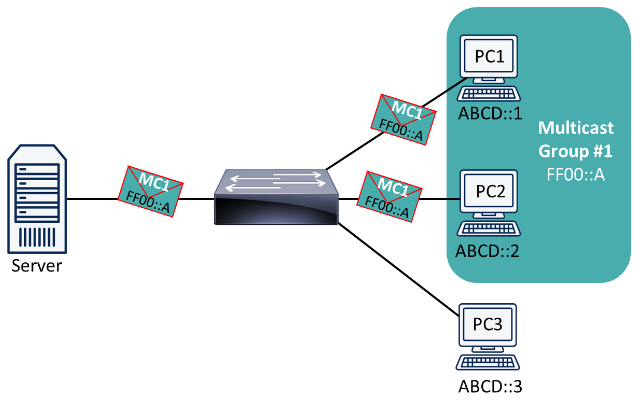 PC1
MC1
FF00::A
ABCD::1
Multicast
Group #1
FF00::A
MC1
FF00::A
MC1
FF00::A
PC2
ABCD::2
Server
PC3
ABCD::3